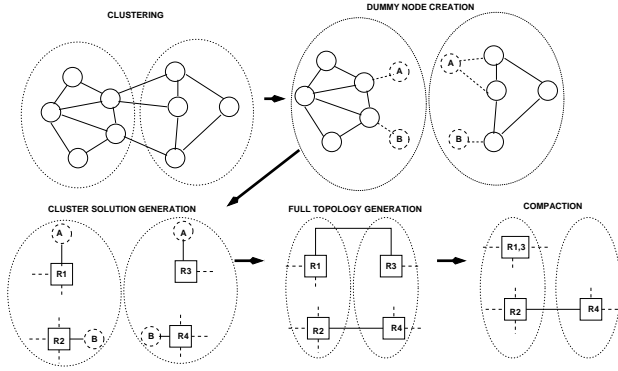 CLUSTERING
DUMMY NODE CREATION
A
B
A
B
CLUSTER SOLUTION GENERATION
FULL TOPOLOGY GENERATION
COMPACTION
A
R1
R2
B
A
R3
B
R4
R1
R3
R2
R4
R1,3
R2
R4